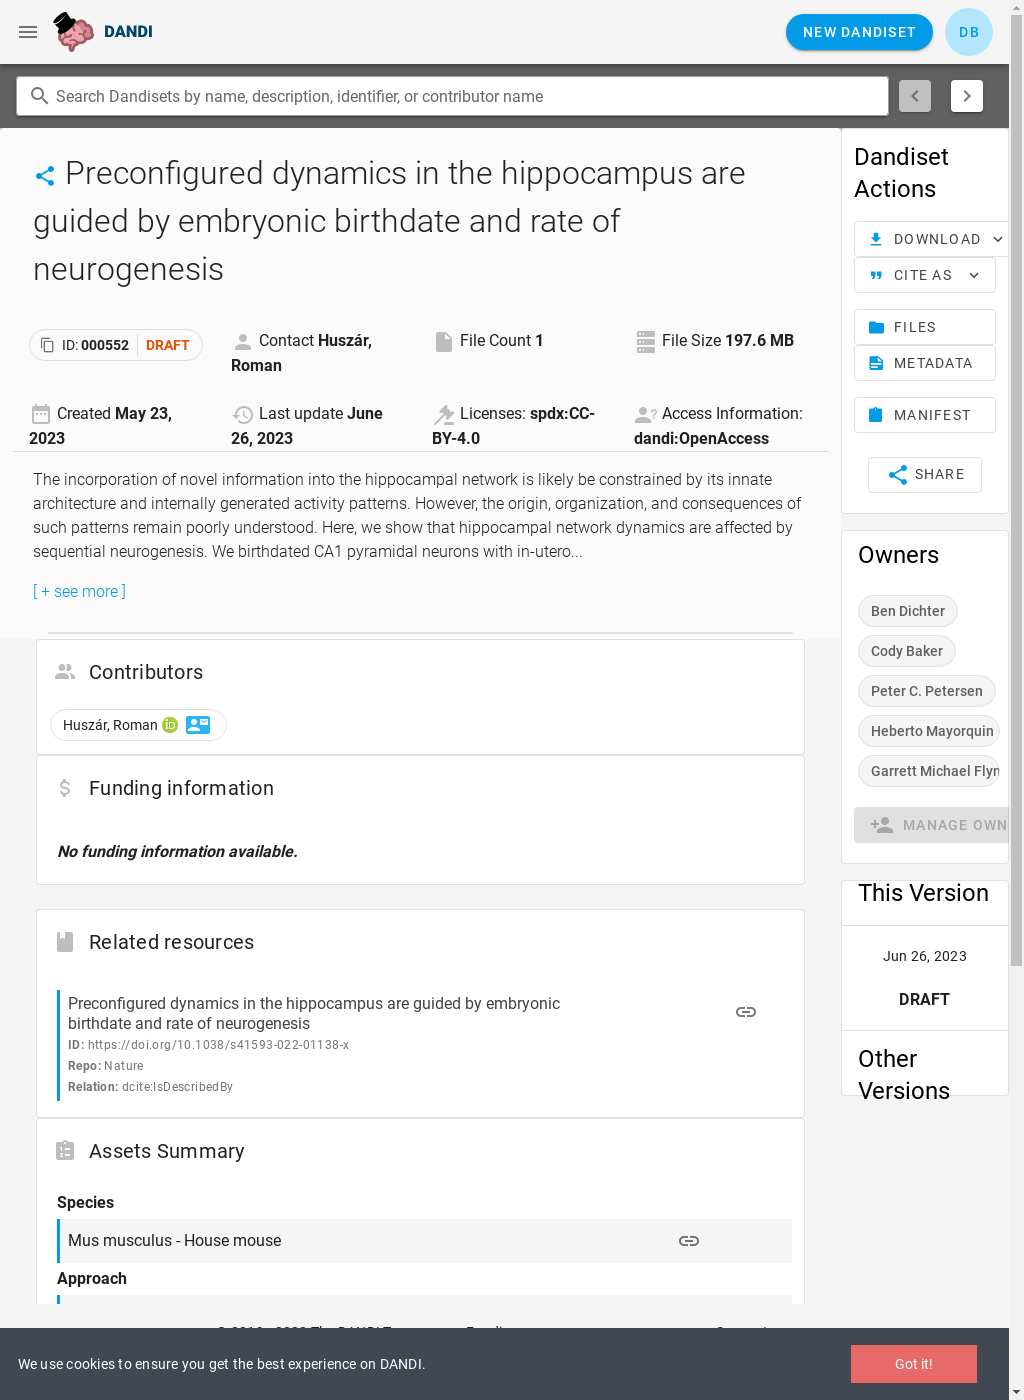 DANDI
NEW DANDISET
DB
Search Dandisets by name, description, identifier, or contributor name
Preconfigured dynamics in the hippocampus are
guided by embryonic birthdate and rate of
neurogenesis
ID: 000552 DRAFT
Contact Huszár,
Roman
File Count 1
File Size 197.6 MB
Created May 23,
2023
Last update June
26, 2023
Licenses: spdx:CC-
BY-4.0
Access Information:
dandi:OpenAccess
The incorporation of novel information into the hippocampal network is likely be constrained by its innate
architecture and internally generated activity patterns. However, the origin, organization, and consequences of
such patterns remain poorly understood. Here, we show that hippocampal network dynamics are affected by
sequential neurogenesis. We birthdated CA1 pyramidal neurons with in-utero...
[ + see more ]
Contributors
Huszár, Roman iD
Funding information
No funding information available.
Related resources
Preconfigured dynamics in the hippocampus are guided by embryonic
birthdate and rate of neurogenesis
ID: https://doi.org/10.1038/s41593-022-01138-x
Repo: Nature
Relation: dcite:IsDescribedBy
Assets Summary
Species
Mus musculus - House mouse
Approach
Dandiset
Actions
DOWNLOAD
CITE AS
FILES
METADATA
MANIFEST
SHARE
Owners
Ben Dichter
Cody Baker
Peter C. Petersen
Heberto Mayorquin
Garrett Michael Flyn
MANAGE OWN
This Version
Jun 26, 2023
DRAFT
Other
Versions
We use cookies to ensure you get the best experience on DANDI.
Got it!